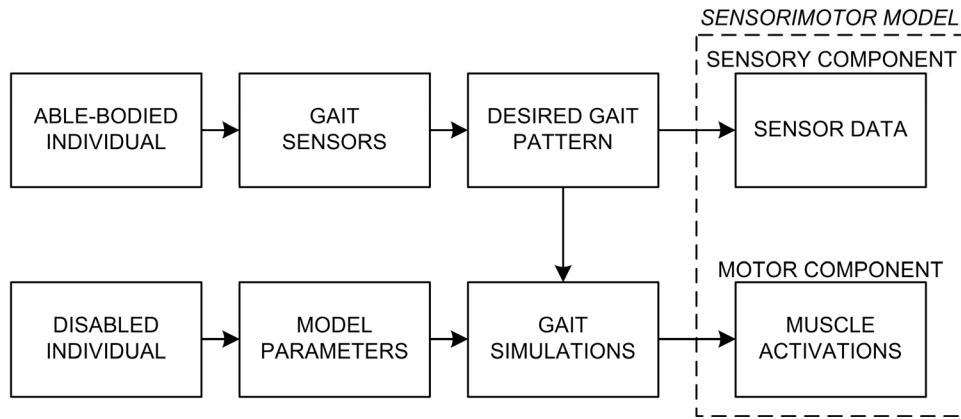 SENSORIMOTOR MODEL
SENSORY COMPONENT
ABLE-BODIED
INDIVIDUAL
GAIT
SENSORS
DESIRED GAIT
PATTERN
SENSOR DATA
MOTOR COMPONENT
DISABLED
INDIVIDUAL
MODEL
PARAMETERS
GAIT
SIMULATIONS
MUSCLE
ACTIVATIONS